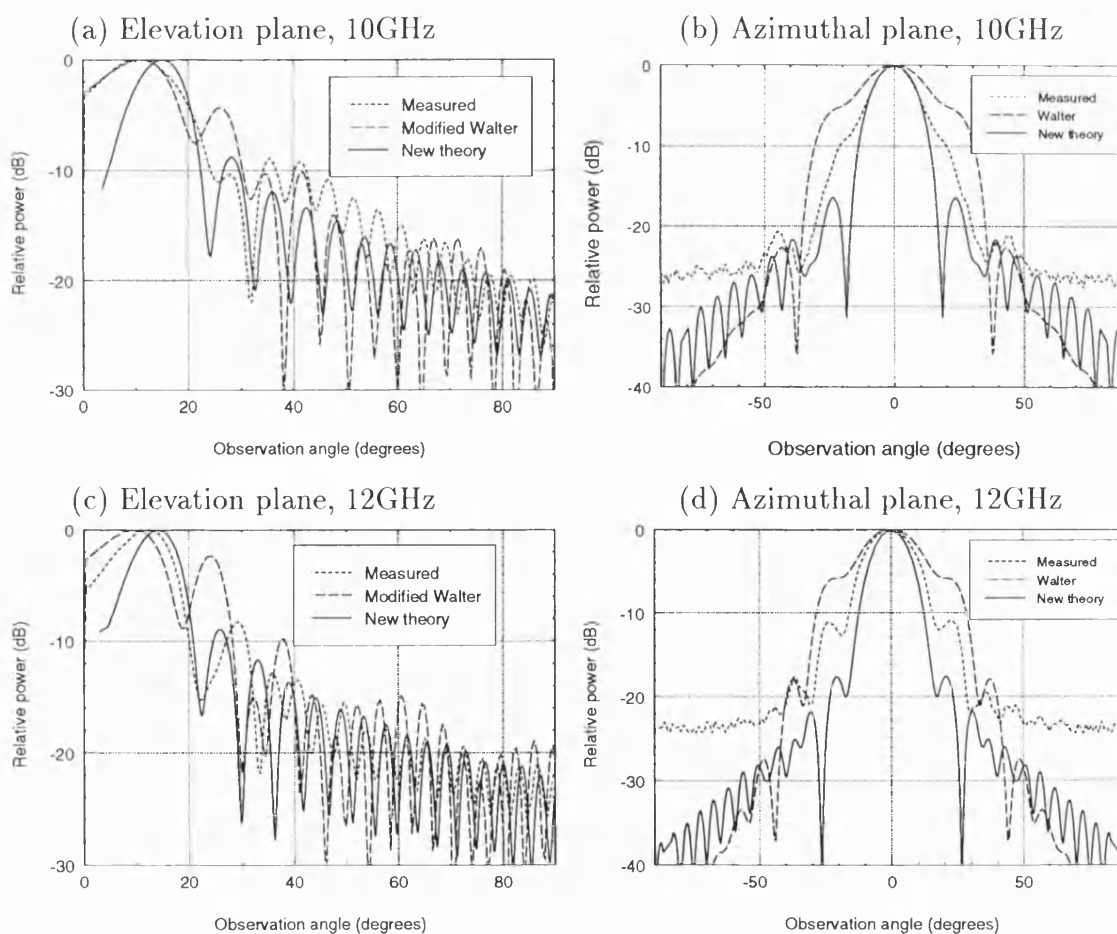 (a) Elevation plane, 10GHz
0
-10
-20
-30
0
20
40
60
80
Relative power (dB)
Observation angle (degrees)
Measured
Modified Walter
New theory
(b) Azimuthal plane, 10GHz
0
-10
-20
-30
-40
-50
0
50
Relative power (dB)
Observation angle (degrees)
Measured
Walter
New theory
(c) Elevation plane, 12GHz
0
-10
-20
-30
0
20
40
60
80
Relative power (dB)
Observation angle (degrees)
Measured
Modified Walter
New theory
(d) Azimuthal plane, 12GHz
0
-10
-20
-30
-40
-50
0
50
Relative power (dB)
Observation angle (degrees)
Measured
Walter
New theory